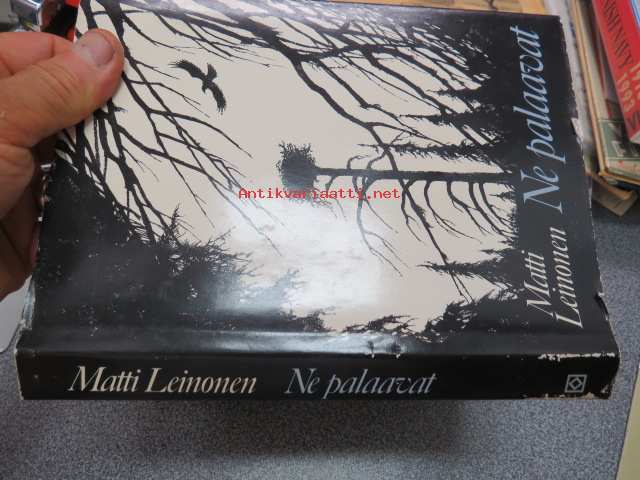 Matti
Leinonen
Ne palaavat
Antikvariaatti.net
Matti Leinonen Ne palaavat